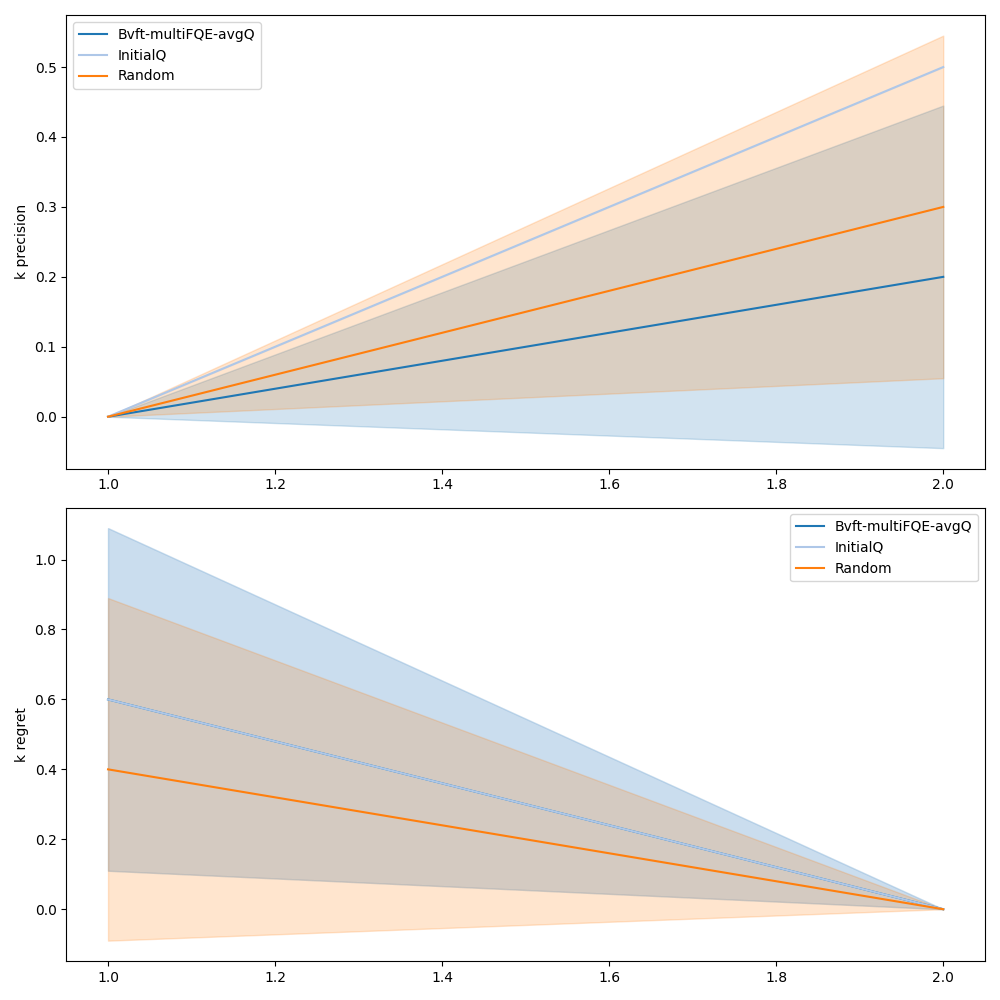 Bvft-multiFQE-avgQ
InitialQ
Random
k precision
0.5
0.4
0.3
0.2
0.1
0.0
1.0 1.2 1.4 1.6 1.8 2.0
Bvft-multiFQE-avgQ
InitialQ
Random
k regret
1.0
0.8
0.6
0.4
0.2
0.0
1.0 1.2 1.4 1.6 1.8 2.0